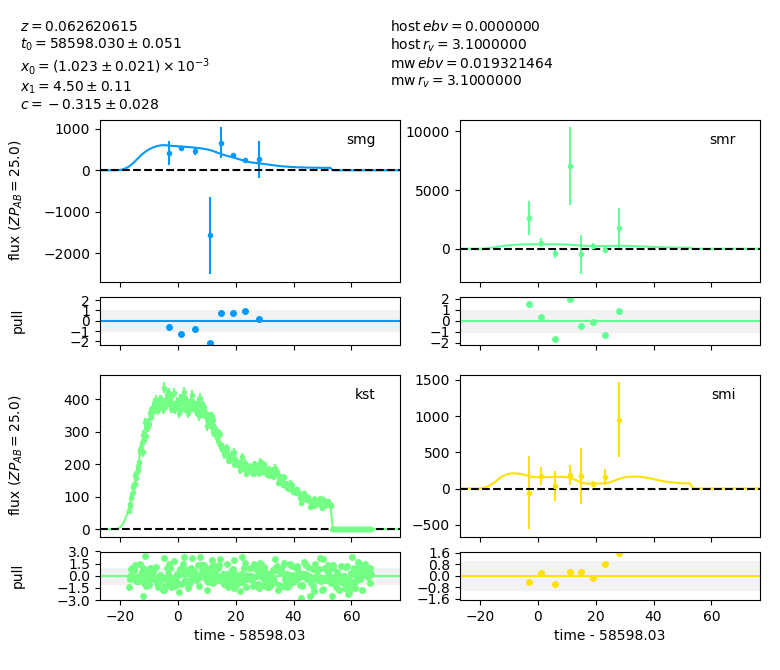 z = 0.062620615
t₀ = 58598.030 ± 0.051
x₀ = (1.023 ± 0.021) × 10⁻³
x₁ = 4.50 ± 0.11
c = −0.315 ± 0.028
host ebv = 0.0000000
host r_v = 3.1000000
mw ebv = 0.019321464
mw r_v = 3.1000000
flux (ZP_AB = 25.0)
1000
0
−1000
−2000
smg
10000
5000
0
smr
pull
2
1
0
−1
−2
2
1
0
−1
−2
flux (ZP_AB = 25.0)
400
300
200
100
0
kst
1500
1000
500
0
−500
smi
pull
3.0
1.5
0.0
−1.5
−3.0
1.6
0.8
0.0
−0.8
−1.6
−20 0 20 40 60
−20 0 20 40 60
time - 58598.03
time - 58598.03